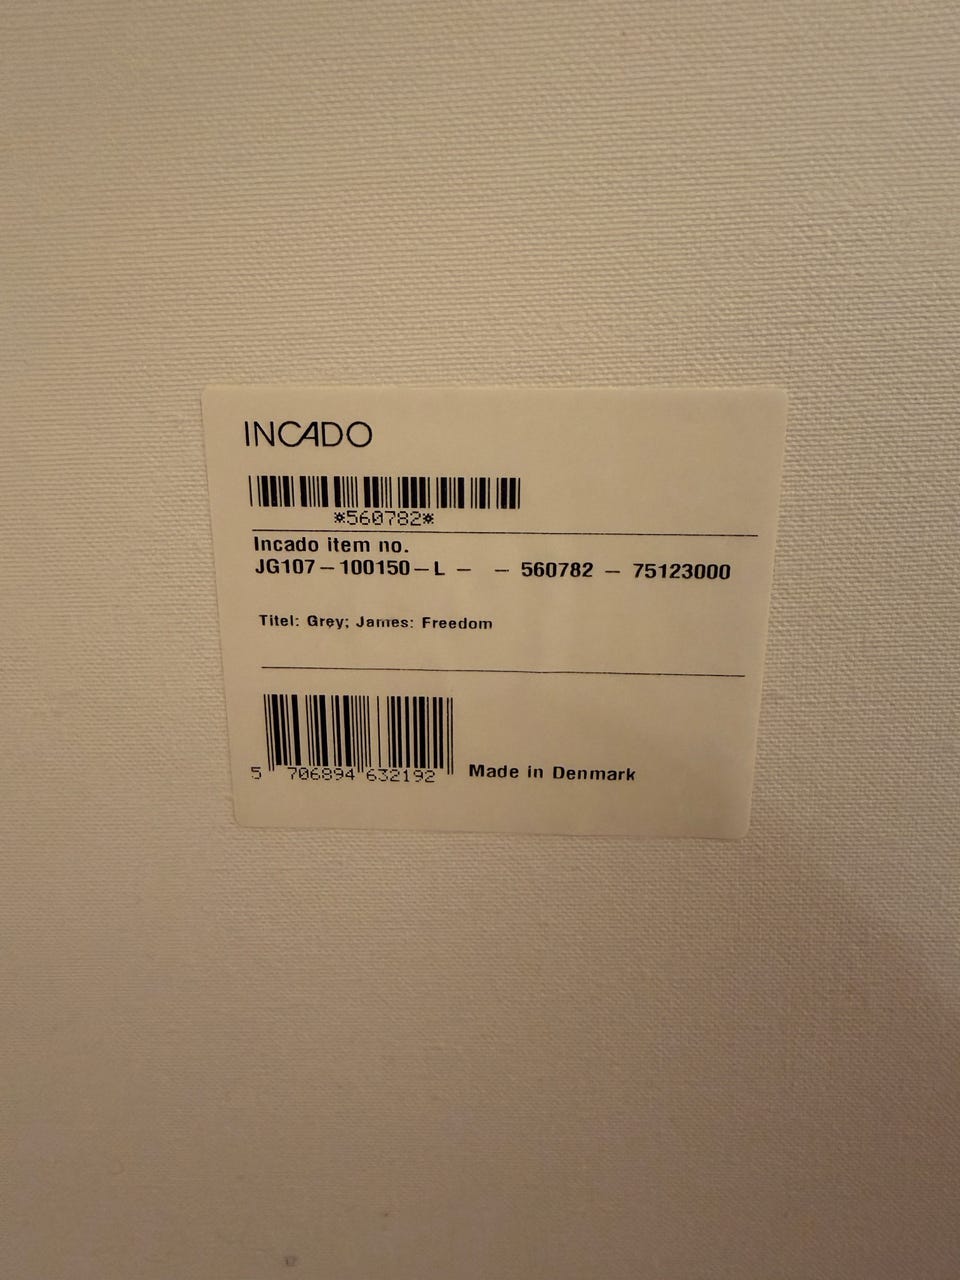 INCADO
*560782*
Incado item no.
JG107-100150-L - - 560782 - 75123000
Titel: Grey; James: Freedom
5 706894 632192 Made in Denmark